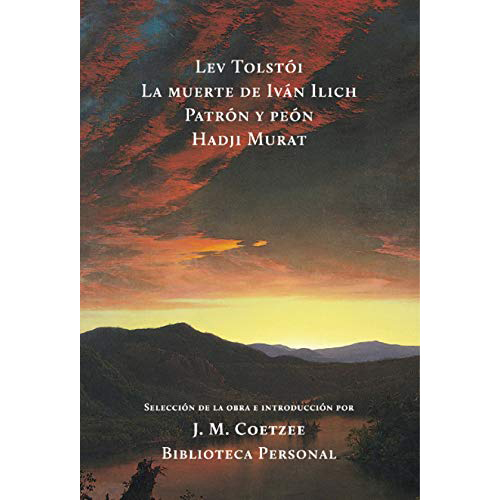 Lev Tolstói
La muerte de Iván Ilich
Patrón y peón
Hadji Murat
Selección de la obra e introducción por
J. M. Coetzee
Biblioteca Personal